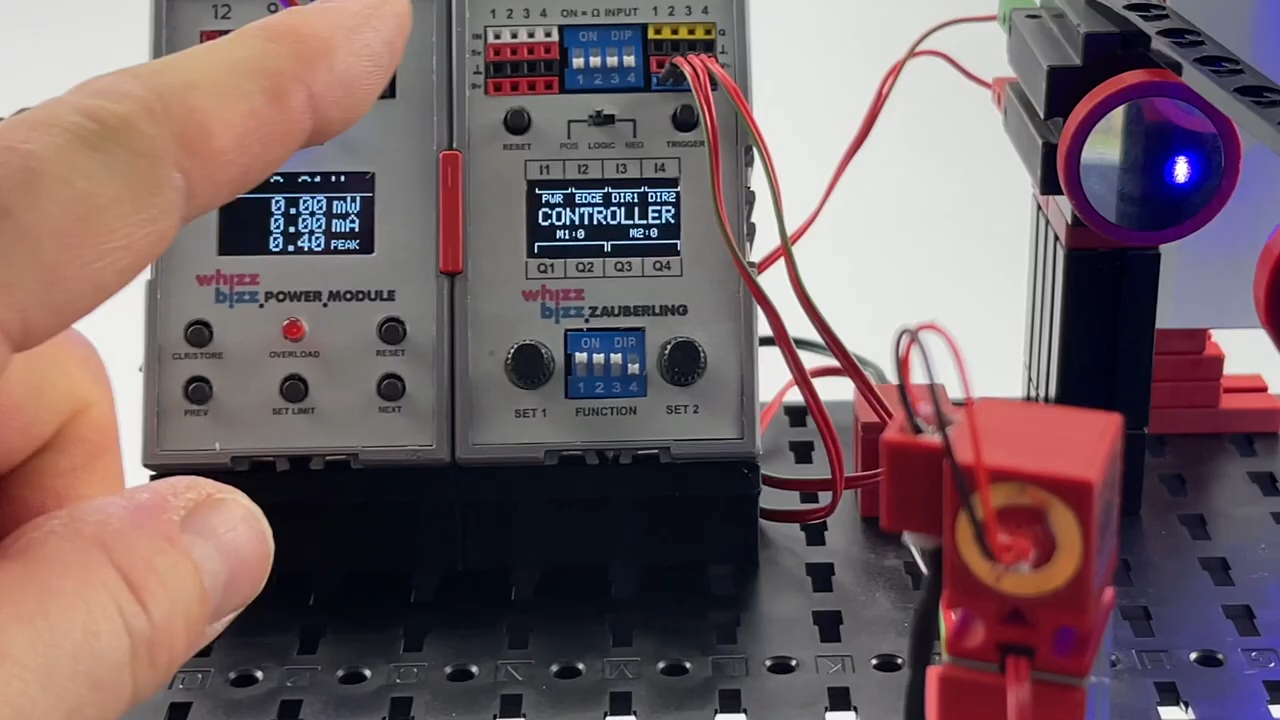 12
1 2 3 4 ON = Ω INPUT 1 2 3 4
ON DIP
1 2 3 4
RESET
POS LOGIC NEG
TRIGGER
I1 I2 I3 I4
PWR EDGE DIR1 DIR2
CONTROLLER
M1:0 M2:0
Q1 Q2 Q3 Q4
whizz
bizz. ZAUBERLING
ON DIP
1 2 3 4
SET 1 FUNCTION SET 2
0.00 mW
0.00 mA
0.40 PEAK
whizz
bizz. POWER MODULE
CLR/STORE OVERLOAD RESET
PREV SET LIMIT NEXT